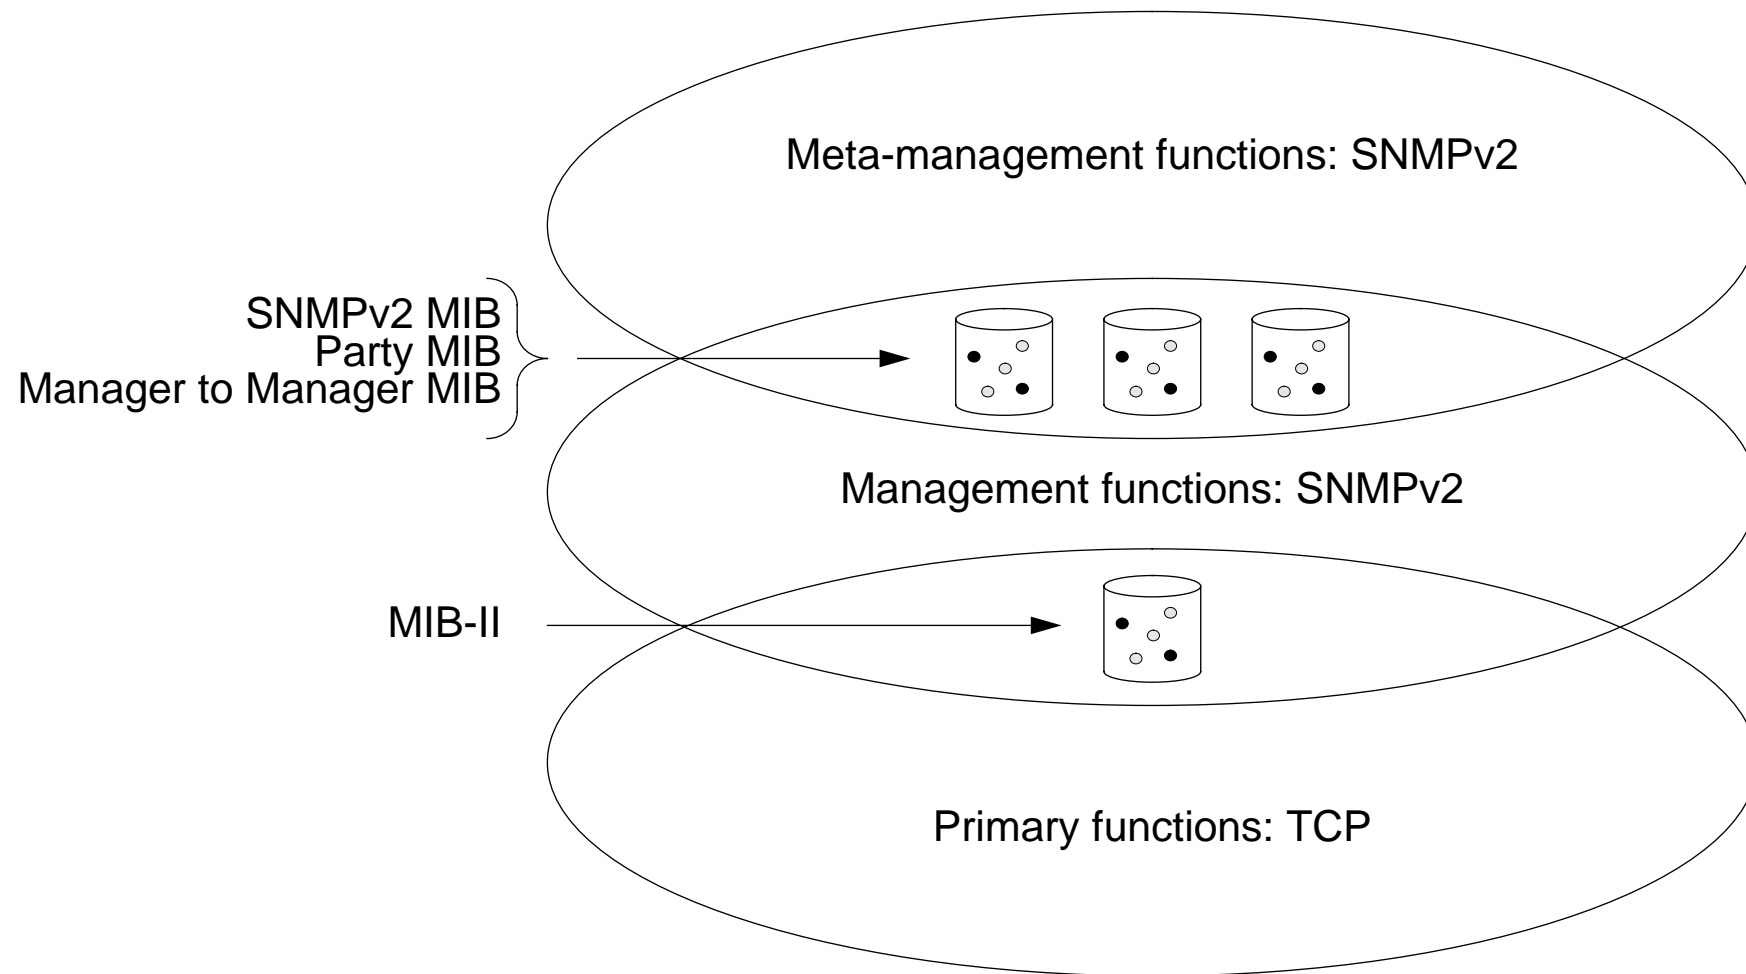 Meta-management functions: SNMPv2
SNMPv2 MIB
Party MIB
Manager to Manager MIB
Management functions: SNMPv2
MIB-II
Primary functions: TCP